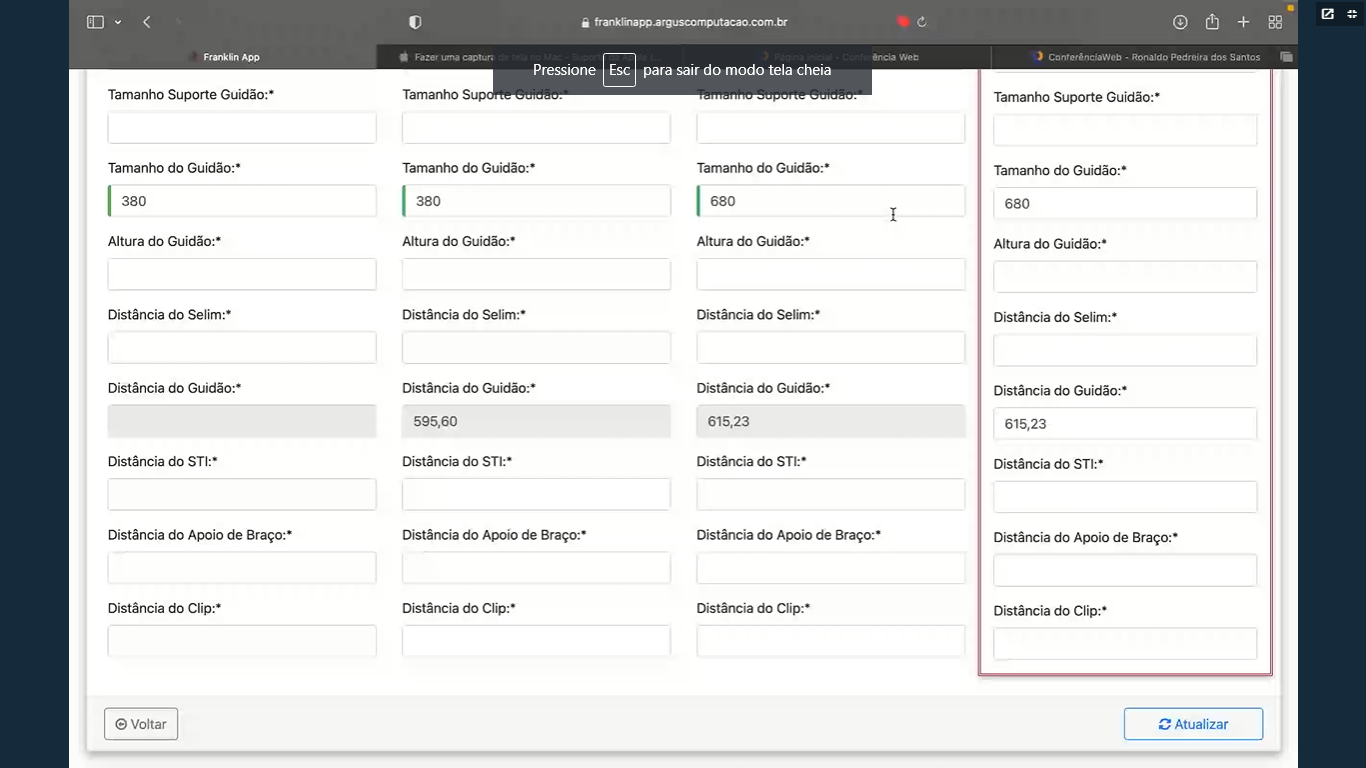 franklinapp.arguscomputacao.com.br
Franklin App
Fazer uma captura de tela no Mac - Suporte da Apple
Página Inicial - Conferência Web
ConferênciaWeb - Ronaldo Pedreira dos Santos
Pressione Esc para sair do modo tela cheia
Tamanho Suporte Guidão:* Tamanho Suporte Guidão:* Tamanho Suporte Guidão:* Tamanho Suporte Guidão:*
Tamanho do Guidão:* Tamanho do Guidão:* Tamanho do Guidão:* Tamanho do Guidão:*
380 380 680 680
Altura do Guidão:* Altura do Guidão:* Altura do Guidão:* Altura do Guidão:*
Distância do Selim:* Distância do Selim:* Distância do Selim:* Distância do Selim:*
Distância do Guidão:* Distância do Guidão:* Distância do Guidão:* Distância do Guidão:*
595,60 615,23 615,23
Distância do STI:* Distância do STI:* Distância do STI:* Distância do STI:*
Distância do Apoio de Braço:* Distância do Apoio de Braço:* Distância do Apoio de Braço:* Distância do Apoio de Braço:*
Distância do Clip:* Distância do Clip:* Distância do Clip:* Distância do Clip:*
Voltar Atualizar